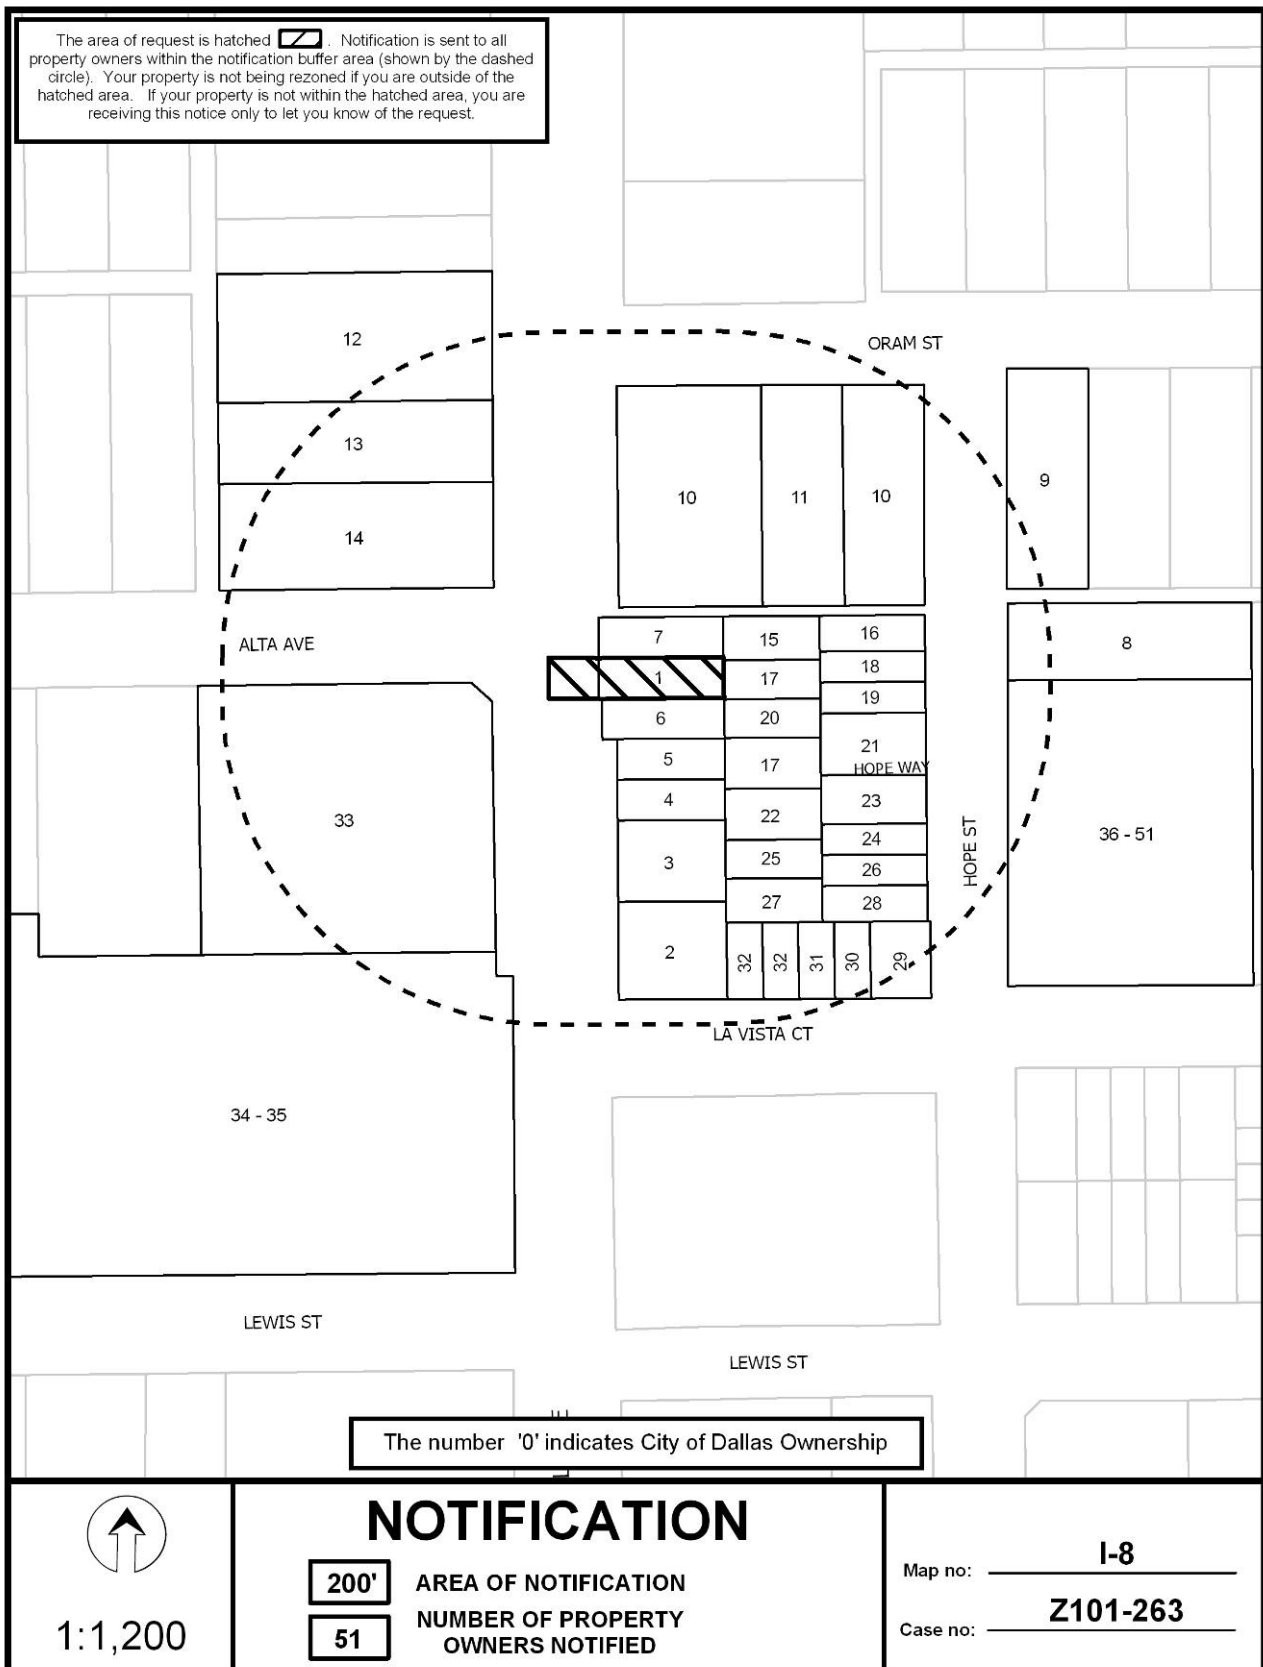 The area of request is hatched . Notification is sent to all
property owners within the notification buffer area (shown by the dashed
circle). Your property is not being rezoned if you are outside of the
hatched area. If your property is not within the hatched area, you are
receiving this notice only to let you know of the request.
ORAM ST
12
13
14
10
11
10
9
ALTA AVE
7
15
16
8
1
17
18
19
6
20
5
17
21
HOPE WAY
4
22
23
33
3
25
24
26
36 - 51
HOPE ST
27
28
2
32
32
31
30
29
LA VISTA CT
34 - 35
LEWIS ST
LEWIS ST
The number '0' indicates City of Dallas Ownership
1:1,200
NOTIFICATION
200' AREA OF NOTIFICATION
51 NUMBER OF PROPERTY
OWNERS NOTIFIED
Map no: I-8
Case no: Z101-263